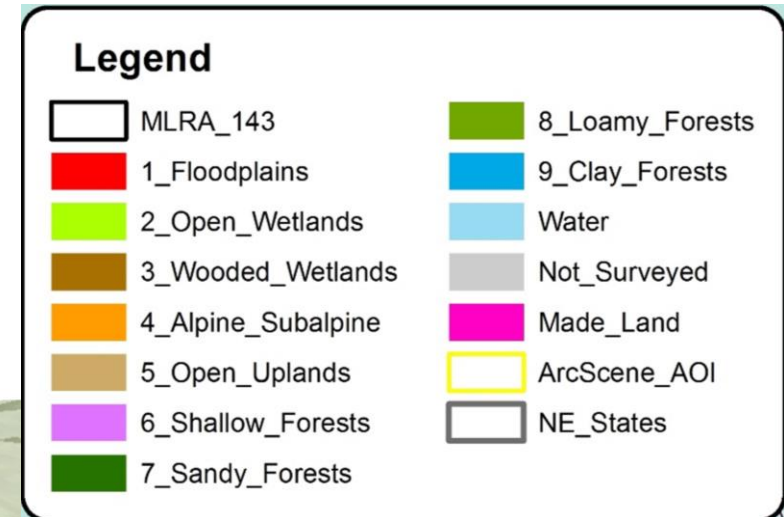 Legend
MLRA_143
1_Floodplains
2_Open_Wetlands
3_Wooded_Wetlands
4_Alpine_Subalpine
5_Open_Uplands
6_Shallow_Forests
7_Sandy_Forests
8_Loamy_Forests
9_Clay_Forests
Water
Not_Surveyed
Made_Land
ArcScene_AOI
NE_States